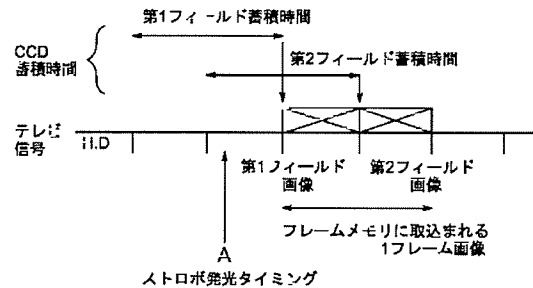 第1フィールド蓄積時間
CCD
蓄積時間
第2フィールド蓄積時間
テレビ
信号
H.D
第1フィールド
画像
第2フィールド
画像
A
フレームメモリに取込まれる
1フレーム画像
ストロボ発光タイミング